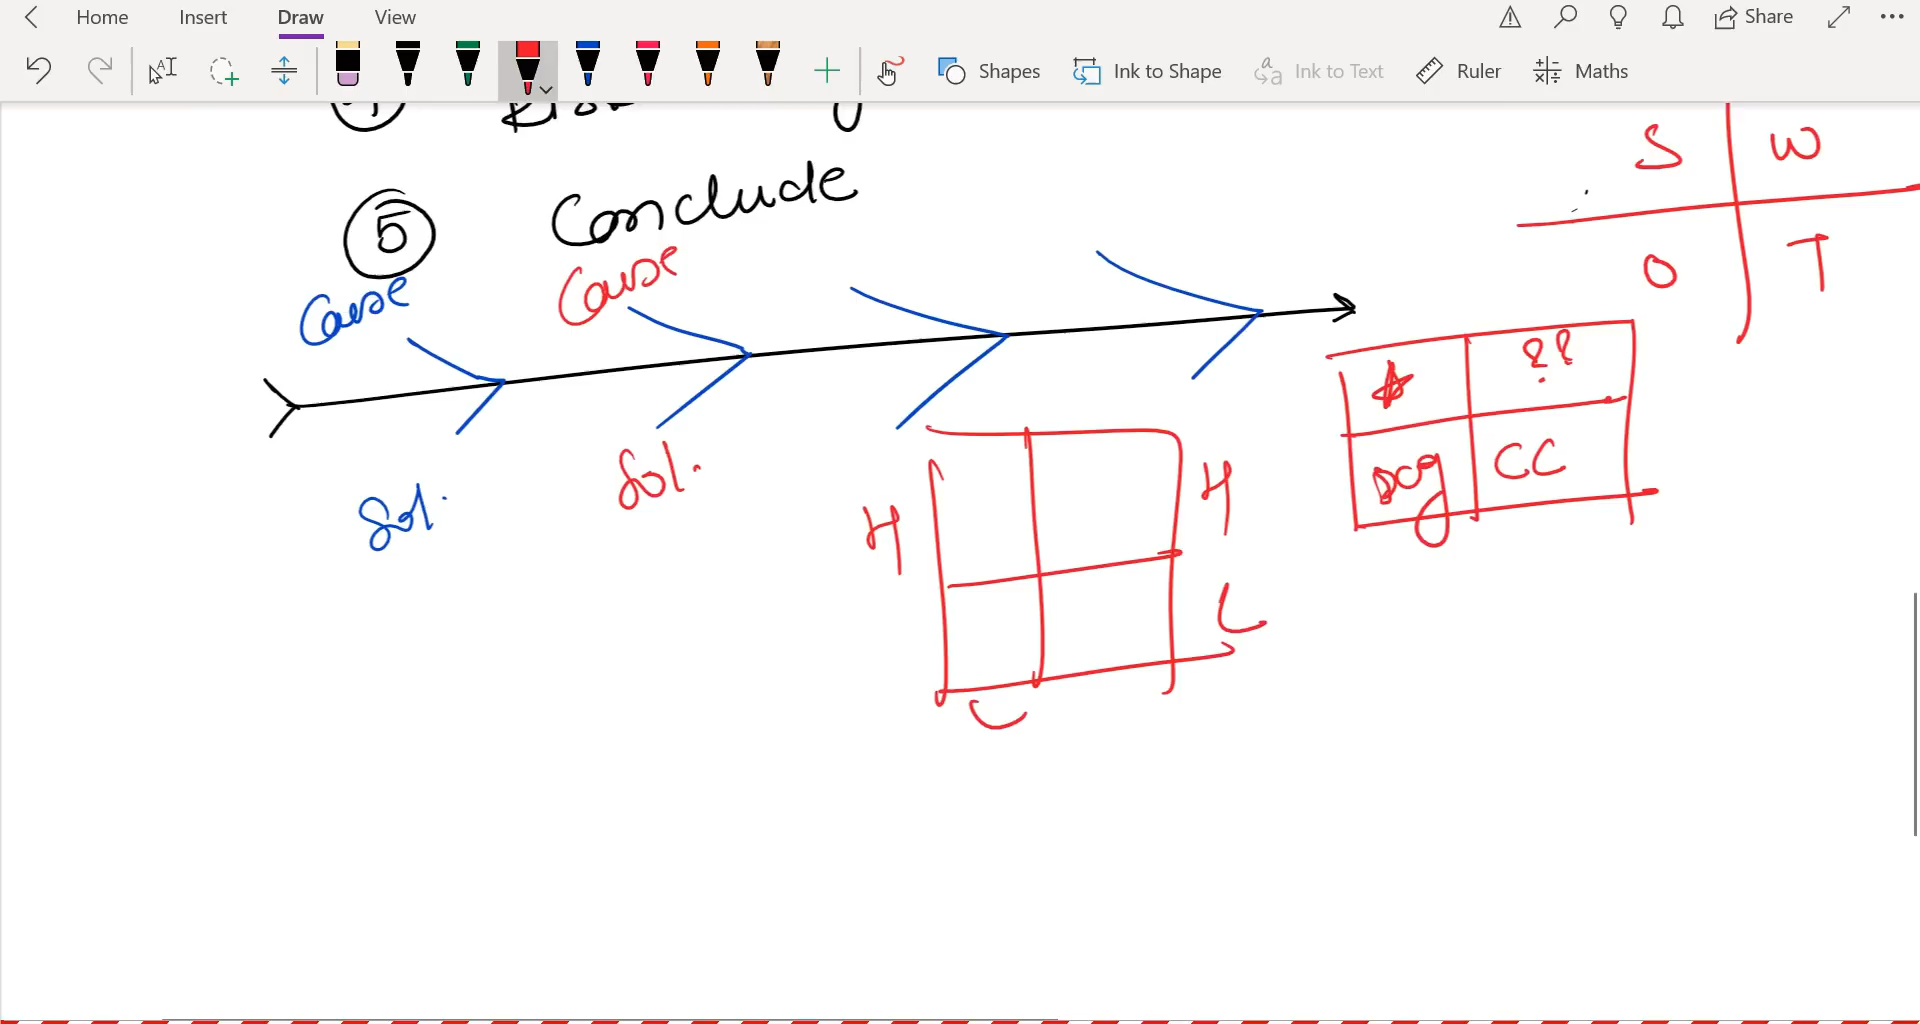 Home Insert Draw View Share
Shapes Ink to Shape Ink to Text Ruler Maths
5 Conclude
S W
O T
Cause Cause
Sol. Sol.
??
Dog CC
H H
L
L